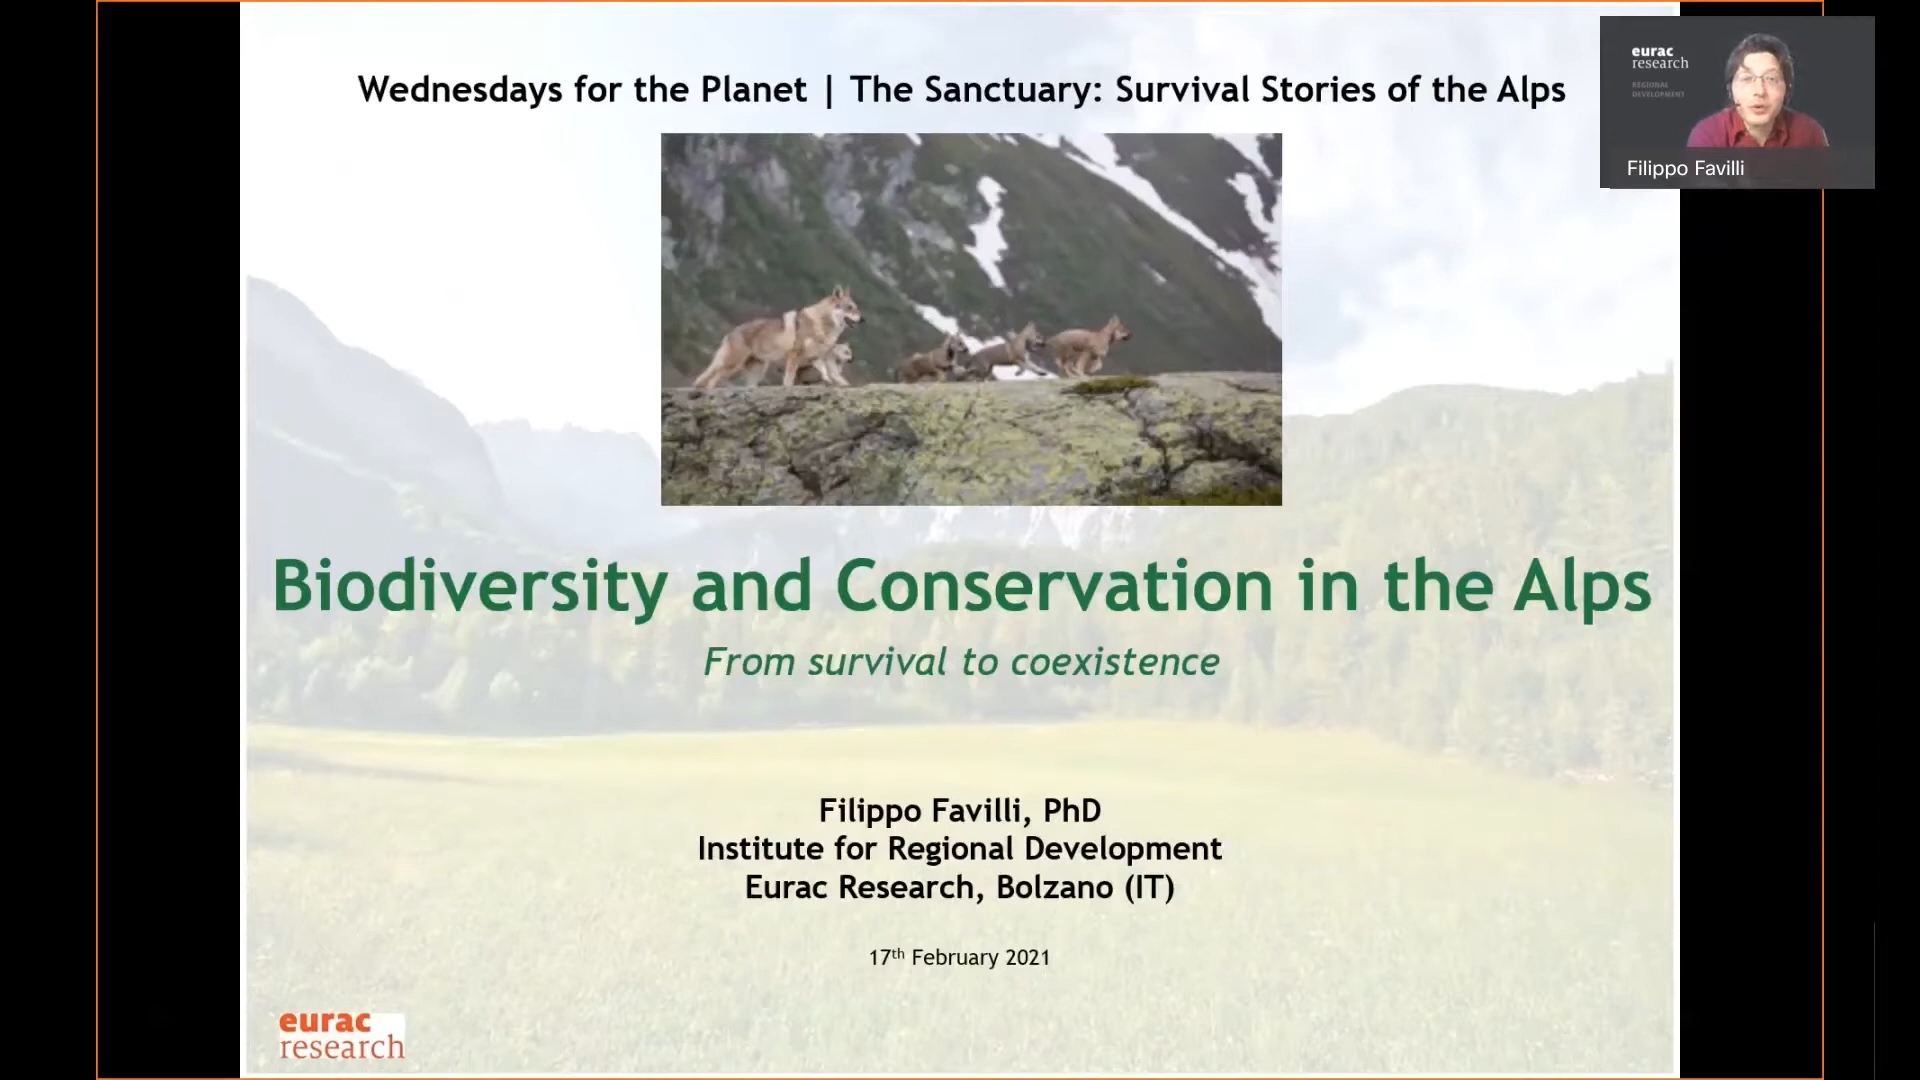 Wednesdays for the Planet | The Sanctuary: Survival Stories of the Alps
eurac
research
REGIONAL
DEVELOPMENT
Filippo Favilli
Biodiversity and Conservation in the Alps
From survival to coexistence
Filippo Favilli, PhD
Institute for Regional Development
Eurac Research, Bolzano (IT)
17th February 2021
eurac
research